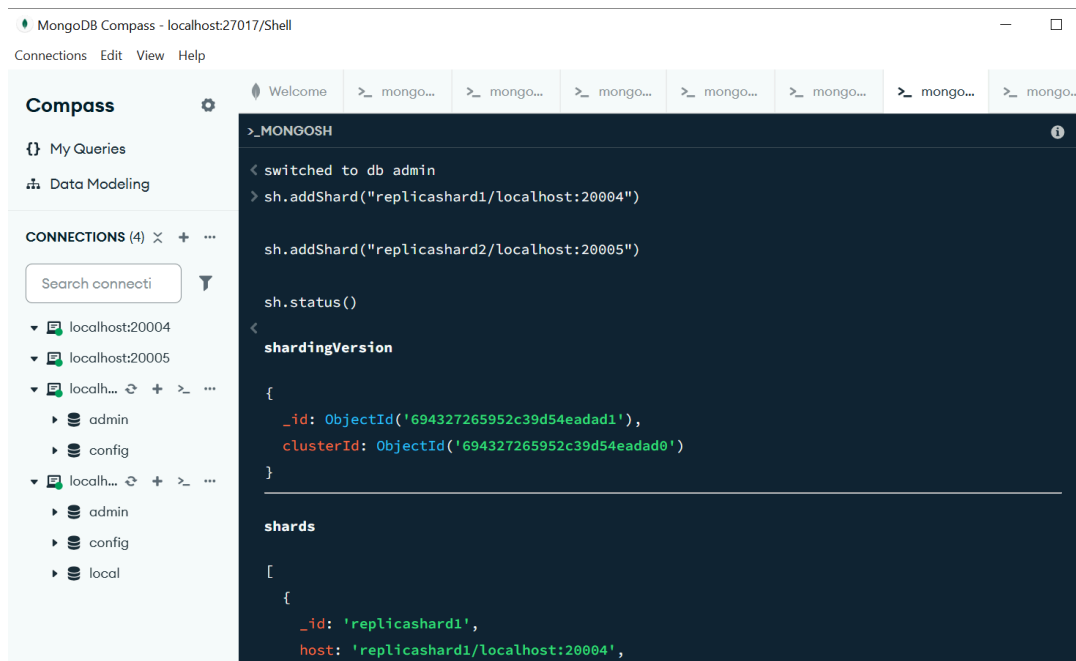 MongoDB Compass - localhost:27017/Shell
Connections Edit View Help
Compass
{} My Queries
Data Modeling
CONNECTIONS (4)
Search connecti
localhost:20004
localhost:20005
localh...
admin
config
localh...
admin
config
local
Welcome
>_ mongo...
>_ mongo...
>_ mongo...
>_ mongo...
>_ mongo...
>_ mongo...
>_ mongo...
>_MONGOSH
< switched to db admin
> sh.addShard("replicashard1/localhost:20004")
sh.addShard("replicashard2/localhost:20005")
sh.status()
<
shardingVersion
{
_id: ObjectId('694327265952c39d54eadad1'),
clusterId: ObjectId('694327265952c39d54eadad0')
}
shards
[
{
_id: 'replicashard1',
host: 'replicashard1/localhost:20004',